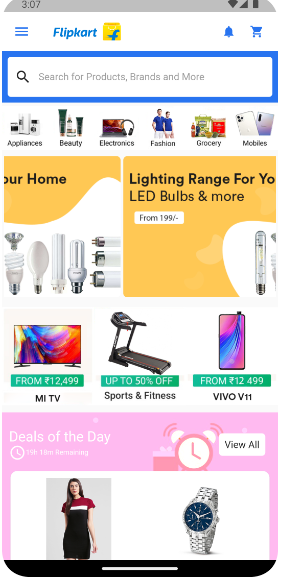 3:07
Flipkart
Search for Products, Brands and More
Appliances Beauty Electronics Fashion Grocery Mobiles
our Home
Lighting Range For Yo
LED Bulbs & more
From 199/-
FROM ₹12,499 UP TO 50% OFF FROM ₹12 499
MI TV Sports & Fitness VIVO V11
Deals of the Day
View All
18m Remaining